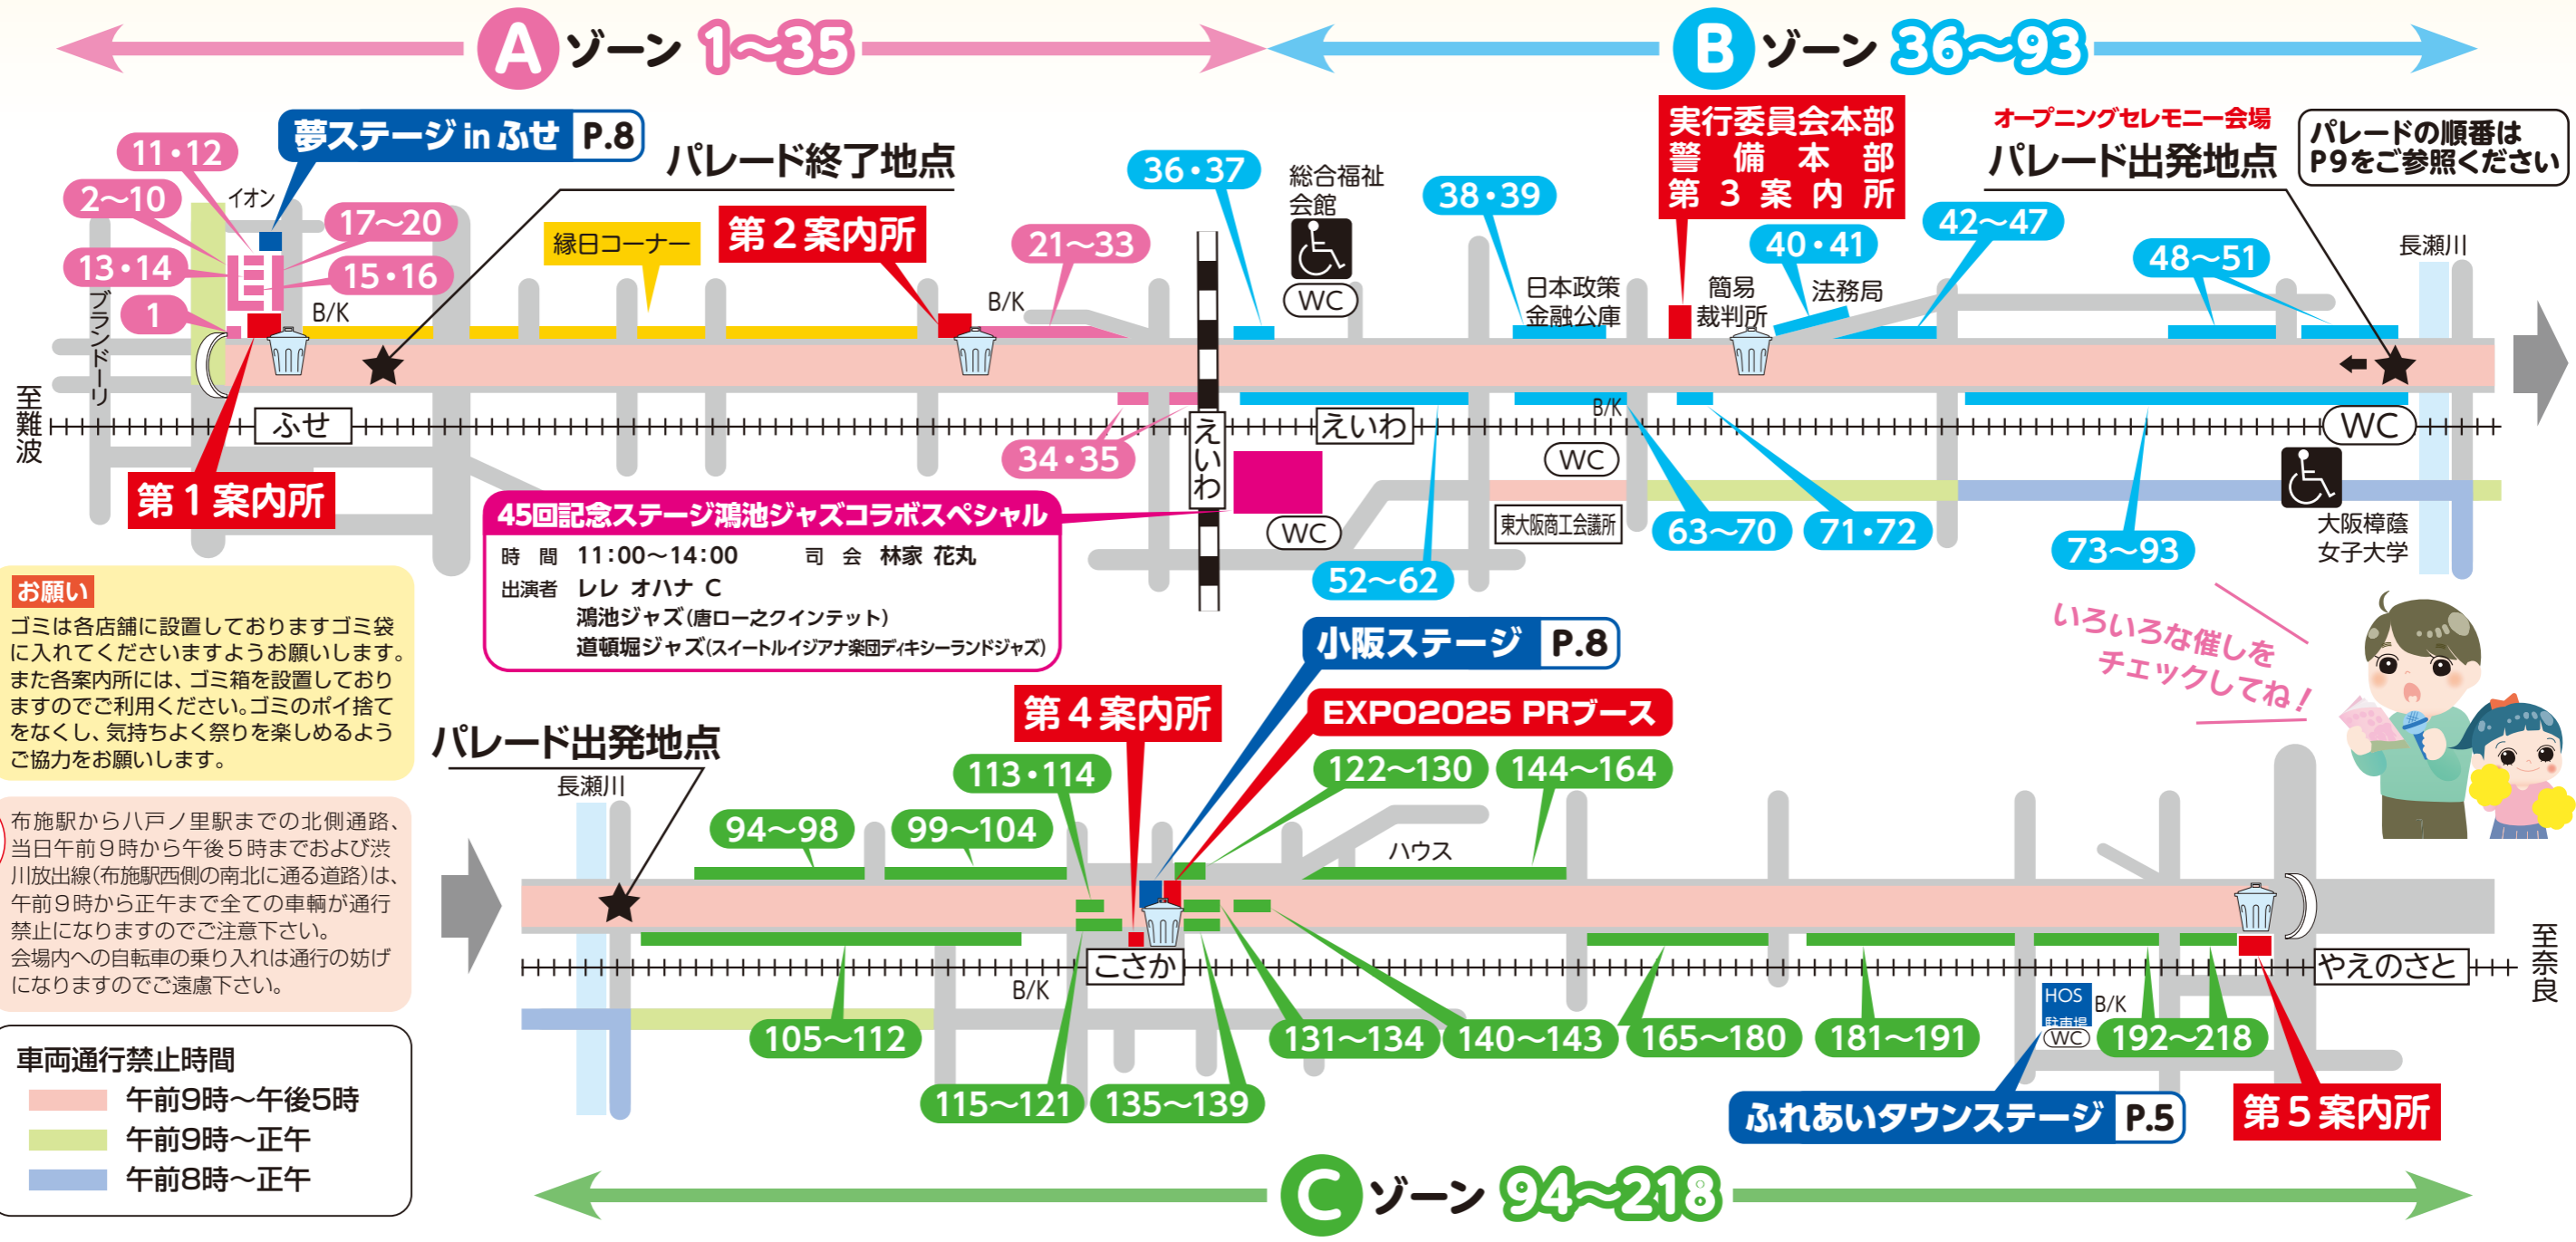 A ゾーン 1～35
B ゾーン 36～93
夢ステージ in ふせ P.8
パレード終了地点
11・12
2～10
イオン
17～20
13・14
15・16
1
ブランドーリ
B/K
縁日コーナー
第2案内所
B/K
21～33
36・37
総合福祉
会館
WC
38・39
日本政策
金融公庫
実行委員会本部
警備本部
第3案内所
簡易
裁判所
40・41
法務局
42～47
オープニングセレモニー会場
パレード出発地点
パレードの順番は
P9をご参照ください
48～51
長瀬川
至難波
ふせ
第1案内所
34・35
えいわ
えいわ
B/K
WC
WC
WC
東大阪商工会議所
52～62
63～70
71・72
73～93
大阪樟蔭
女子大学
45回記念ステージ鴻池ジャズコラボスペシャル
時間 11:00～14:00 司会 林家 花丸
出演者 レレ オハナ C
鴻池ジャズ(唐口一之クインテット)
道頓堀ジャズ(スイートルイジアナ楽団ディキシーランドジャズ)
お願い
ゴミは各店舗に設置しておりますゴミ袋
に入れてくださいますようお願いします。
また各案内所には、ゴミ箱を設置しており
ますのでご利用ください。ゴミのポイ捨て
をなくし、気持ちよく祭りを楽しめるよう
ご協力をお願いします。
布施駅から八戸ノ里駅までの北側通路、
当日午前9時から午後5時までおよび渋
川放出線(布施駅西側の南北に通る道路)は、
午前9時から正午まで全ての車輌が通行
禁止になりますのでご注意下さい。
会場内への自転車の乗り入れは通行の妨げ
になりますのでご遠慮下さい。
車両通行禁止時間
午前9時～午後5時
午前9時～正午
午前8時～正午
いろいろな催しを
チェックしてね！
パレード出発地点
長瀬川
第4案内所
小阪ステージ P.8
EXPO2025 PRブース
94～98
99～104
113・114
122～130
144～164
ハウス
105～112
B/K
こさか
115～121
135～139
131～134
140～143
165～180
181～191
HOS
駐車場
WC
B/K
192～218
やえのさと
至奈良
ふれあいタウンステージ P.5
第5案内所
C ゾーン 94～218